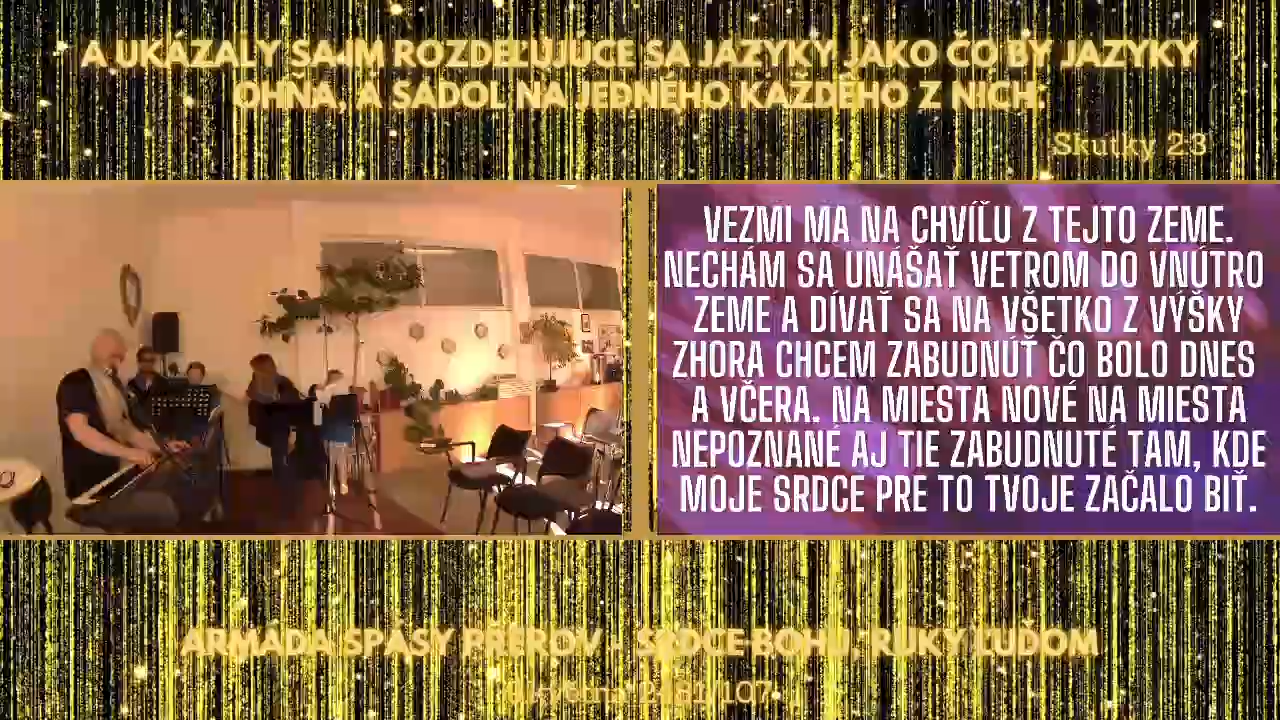 A UKÁZALY SA IM ROZDEĽUJÚCE SA JAZYKY JAKO ČO BY JAZYKY
OHŇA, A SADOL NA JEDNÉHO KAŽDÉHO Z NICH.
Skutky 2:3
VEZMI MA NA CHVÍĽU Z TEJTO ZEME.
NECHÁM SA UNÁŠAŤ VETROM DO VNÚTRO
ZEME A DÍVAŤ SA NA VŠETKO Z VÝŠKY
ZHORA CHCEM ZABUDNÚŤ ČO BOLO DNES
A VČERA. NA MIESTA NOVÉ NA MIESTA
NEPOZNANÉ AJ TIE ZABUDNUTÉ TAM, KDE
MOJE SRDCE PRE TO TVOJE ZAČALO BIŤ.
ARMÁDA SPÁSY PŘEROV - SRDCE BOHU, RUKY ĽUĎOM
2481/107